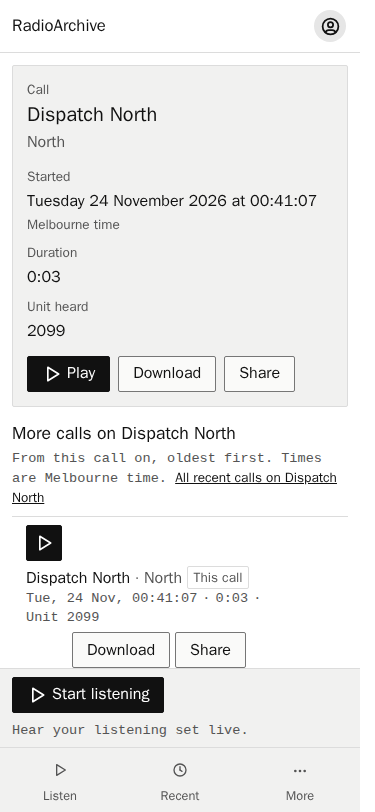 RadioArchive
Call
Dispatch North
North
Started
Tuesday 24 November 2026 at 00:41:07
Melbourne time
Duration
0:03
Unit heard
2099
Play
Download
Share
More calls on Dispatch North
From this call on, oldest first. Times
are Melbourne time. All recent calls on Dispatch
North
Dispatch North · North This call
Tue, 24 Nov, 00:41:07 · 0:03 ·
Unit 2099
Download
Share
Start listening
Hear your listening set live.
Listen
Recent
More